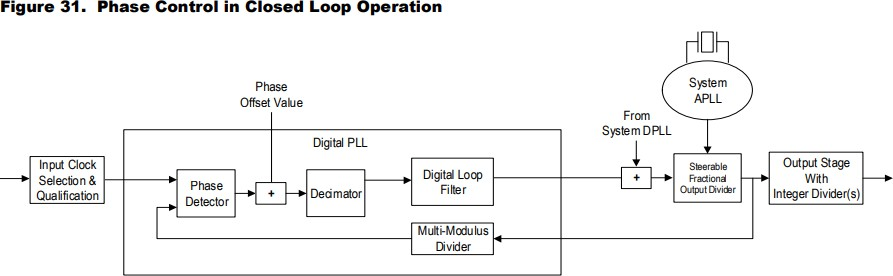 Figure 31.  Phase Control in Closed Loop Operation
System
APLL
Phase
Offset Value
From
System DPLL
Digital PLL
Input Clock
Selection &
Qualification
Phase
Detector
+
Decimator
Digital Loop
Filter
+
Steerable
Fractional
Output Divider
Output Stage
With
Integer Divider(s)
Multi-Modulus
Divider